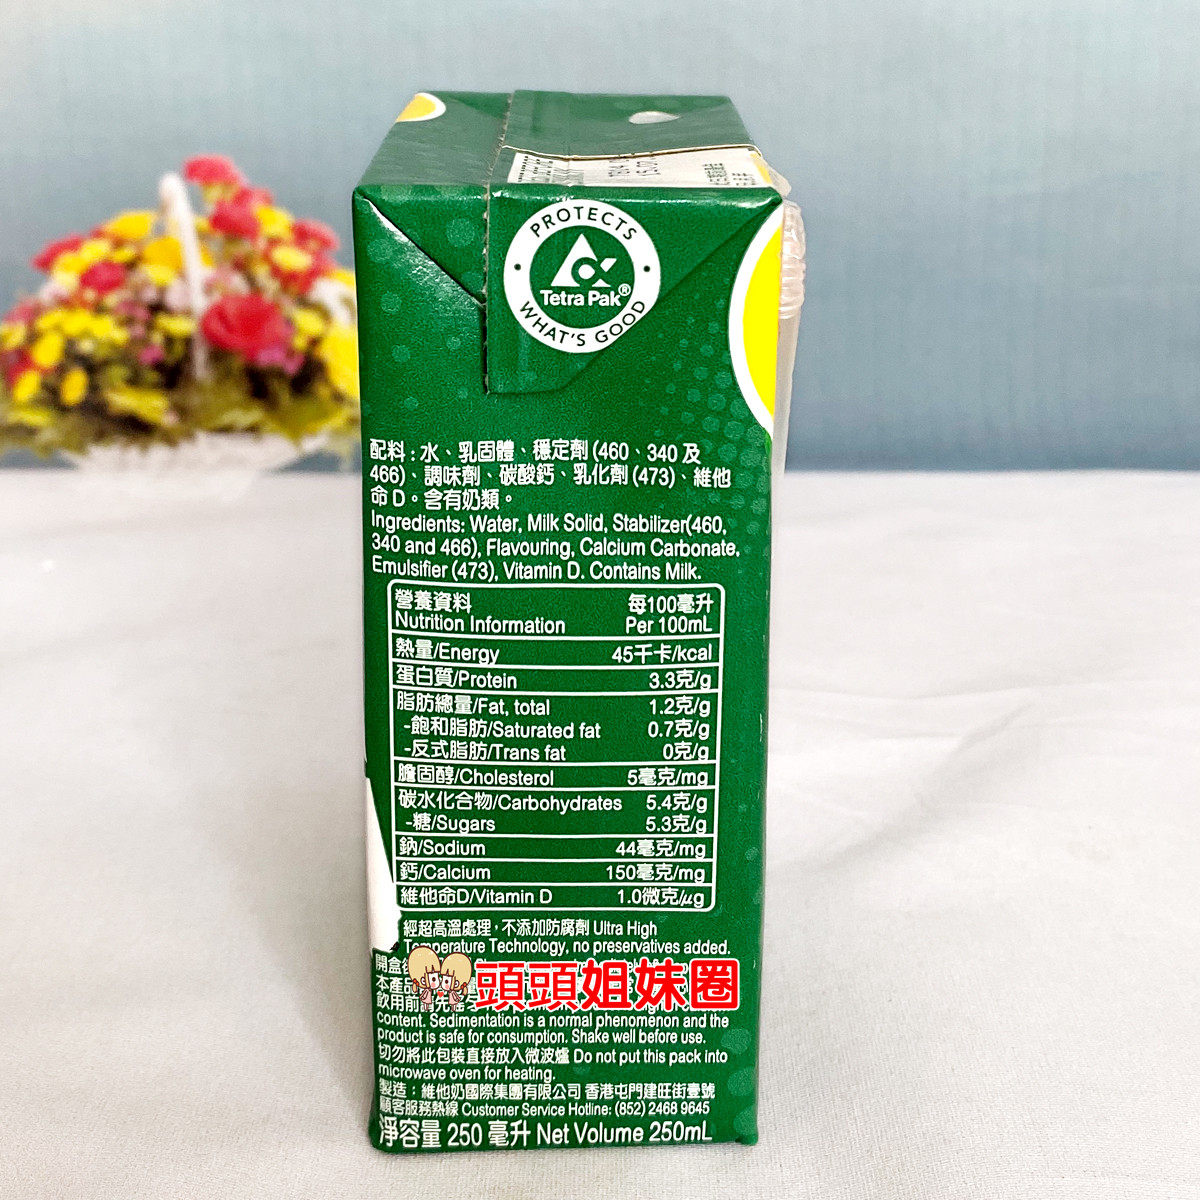 PROTECTS
Tetra Pak®
WHAT'S GOOD
配料：水、乳固體、穩定劑 (460、340 及
466)、調味劑、碳酸鈣、乳化劑 (473)、維他
命 D。含有奶類。
Ingredients: Water, Milk Solid, Stabilizer(460,
340 and 466), Flavouring, Calcium Carbonate,
Emulsifier (473), Vitamin D. Contains Milk.
營養資料 每100毫升
Nutrition Information Per 100mL
熱量/Energy 45千卡/kcal
蛋白質/Protein 3.3克/g
脂肪總量/Fat, total 1.2克/g
-飽和脂肪/Saturated fat 0.7克/g
-反式脂肪/Trans fat 0克/g
膽固醇/Cholesterol 5毫克/mg
碳水化合物/Carbohydrates 5.4克/g
-糖/Sugars 5.3克/g
鈉/Sodium 44毫克/mg
鈣/Calcium 150毫克/mg
維他命D/Vitamin D 1.0微克/μg
經超高溫處理，不添加防腐劑 Ultra High
Temperature Technology, no preservatives added.
開盒
頭頭姐妹圈
本產品
飲用前請先搖勻
content. Sedimentation is a normal phenomenon and the
product is safe for consumption. Shake well before use.
切勿將此包裝直接放入微波爐 Do not put this pack into
microwave oven for heating.
製造：維他奶國際集團有限公司 香港屯門建旺街壹號
顧客服務熱線 Customer Service Hotline: (852) 2468 9645
淨容量 250 毫升 Net Volume 250mL